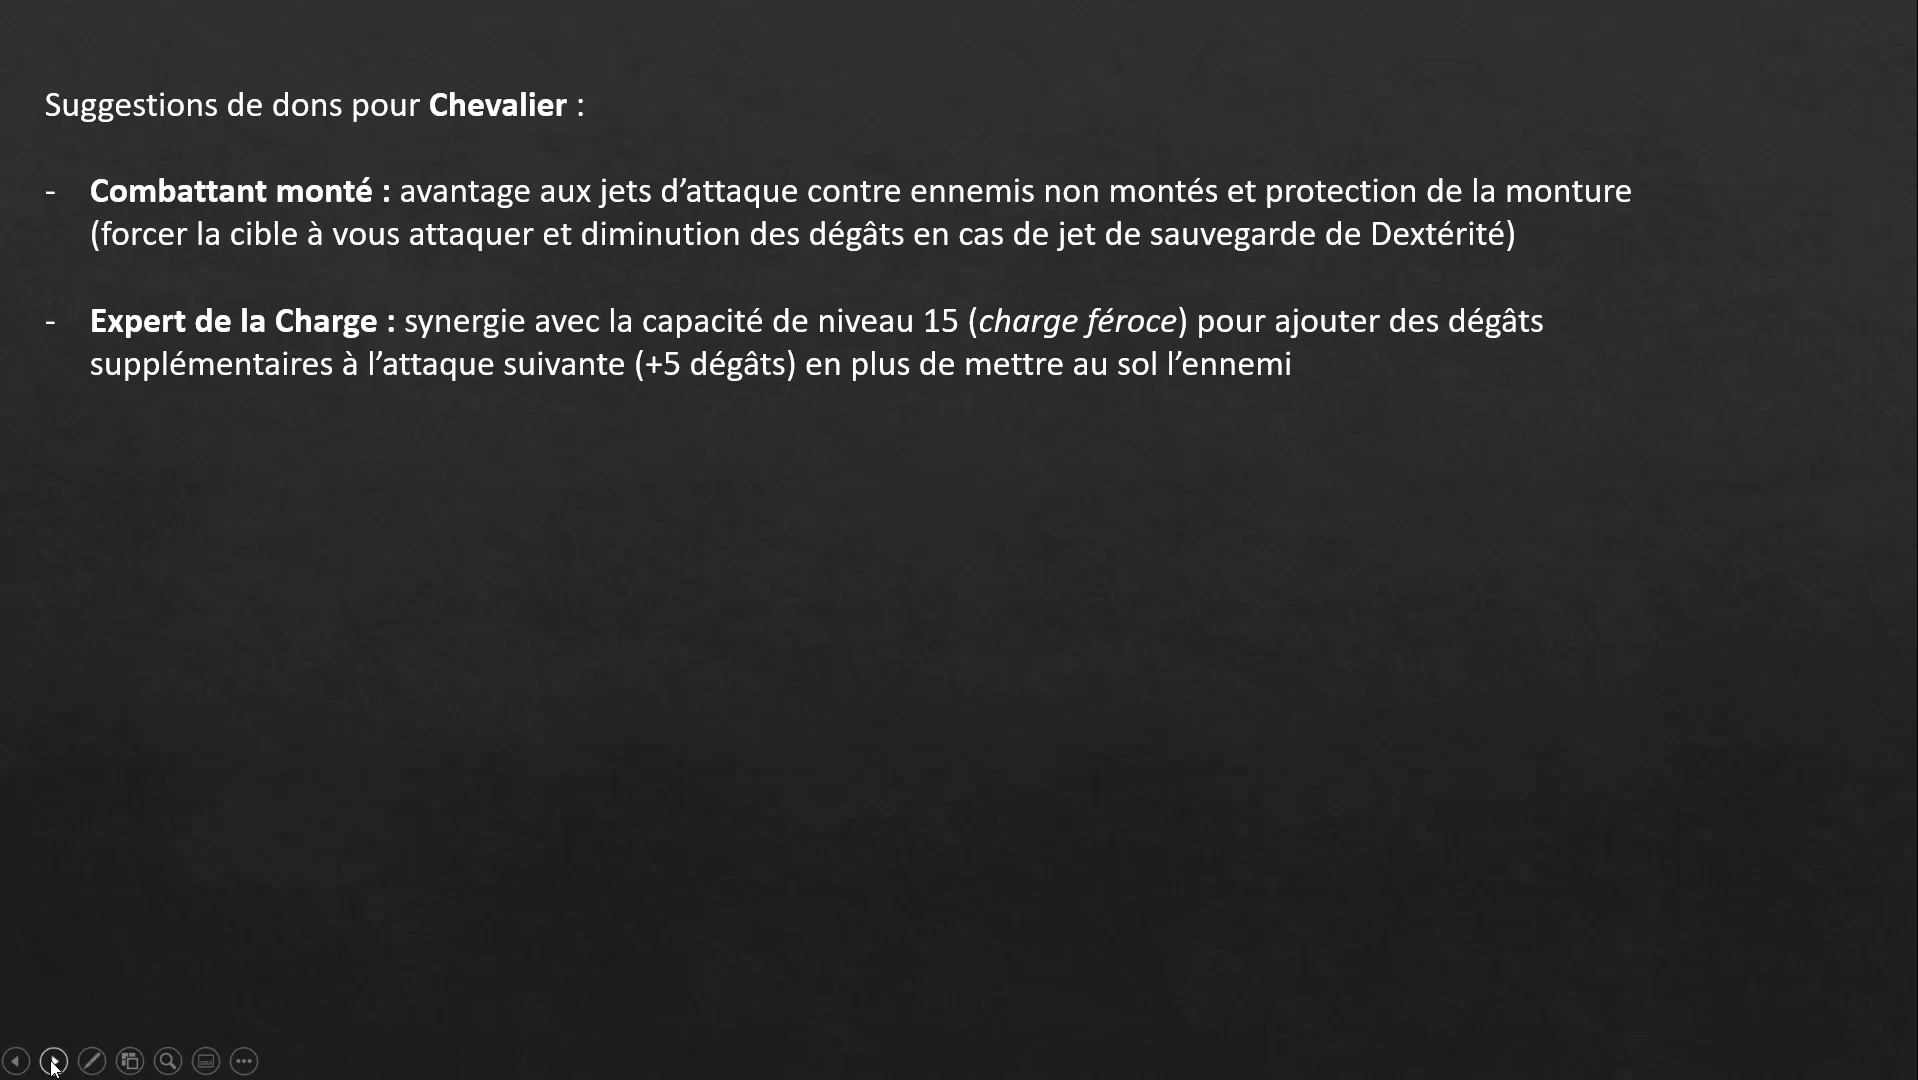 Suggestions de dons pour Chevalier :
- Combattant monté : avantage aux jets d’attaque contre ennemis non montés et protection de la monture
(forcer la cible à vous attaquer et diminution des dégâts en cas de jet de sauvegarde de Dextérité)
- Expert de la Charge : synergie avec la capacité de niveau 15 (charge féroce) pour ajouter des dégâts
supplémentaires à l’attaque suivante (+5 dégâts) en plus de mettre au sol l’ennemi